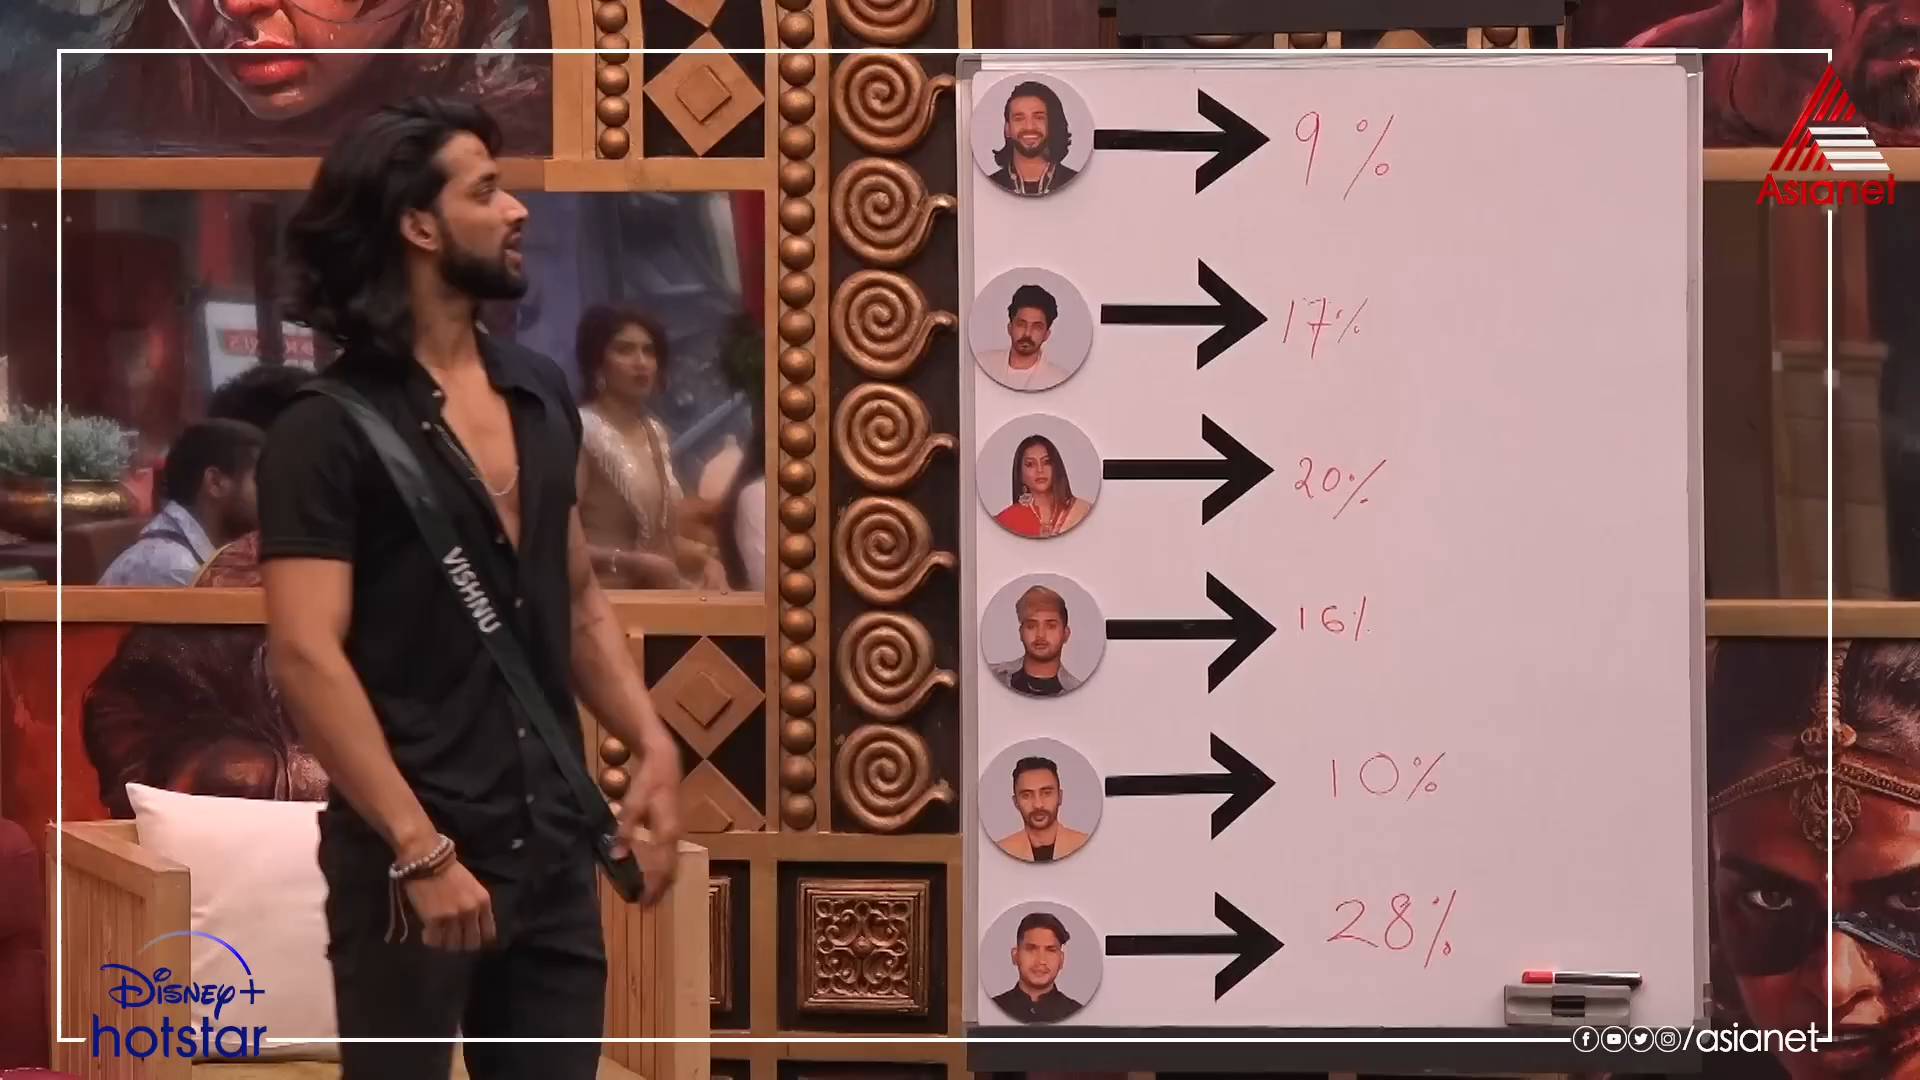 9%
Asianet
17%
20%
16%
VISHNU
10%
28%
Disney+
hotstar
/asianet